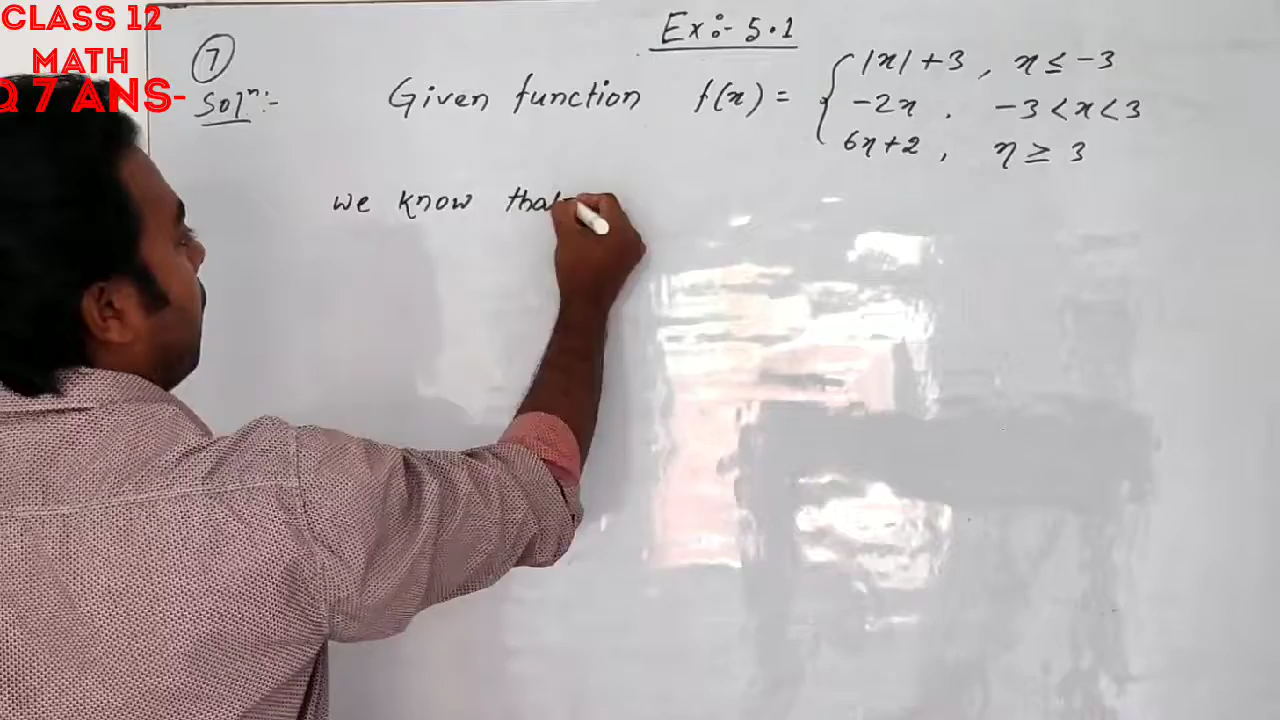 CLASS 12
MATH
Q 7 ANS-
Ex:- 5.1
7
Solⁿ:-
Given function f(x) = { |x| + 3 , x ≤ -3
-2x , -3 < x < 3
6x+2 , x ≥ 3
we know that